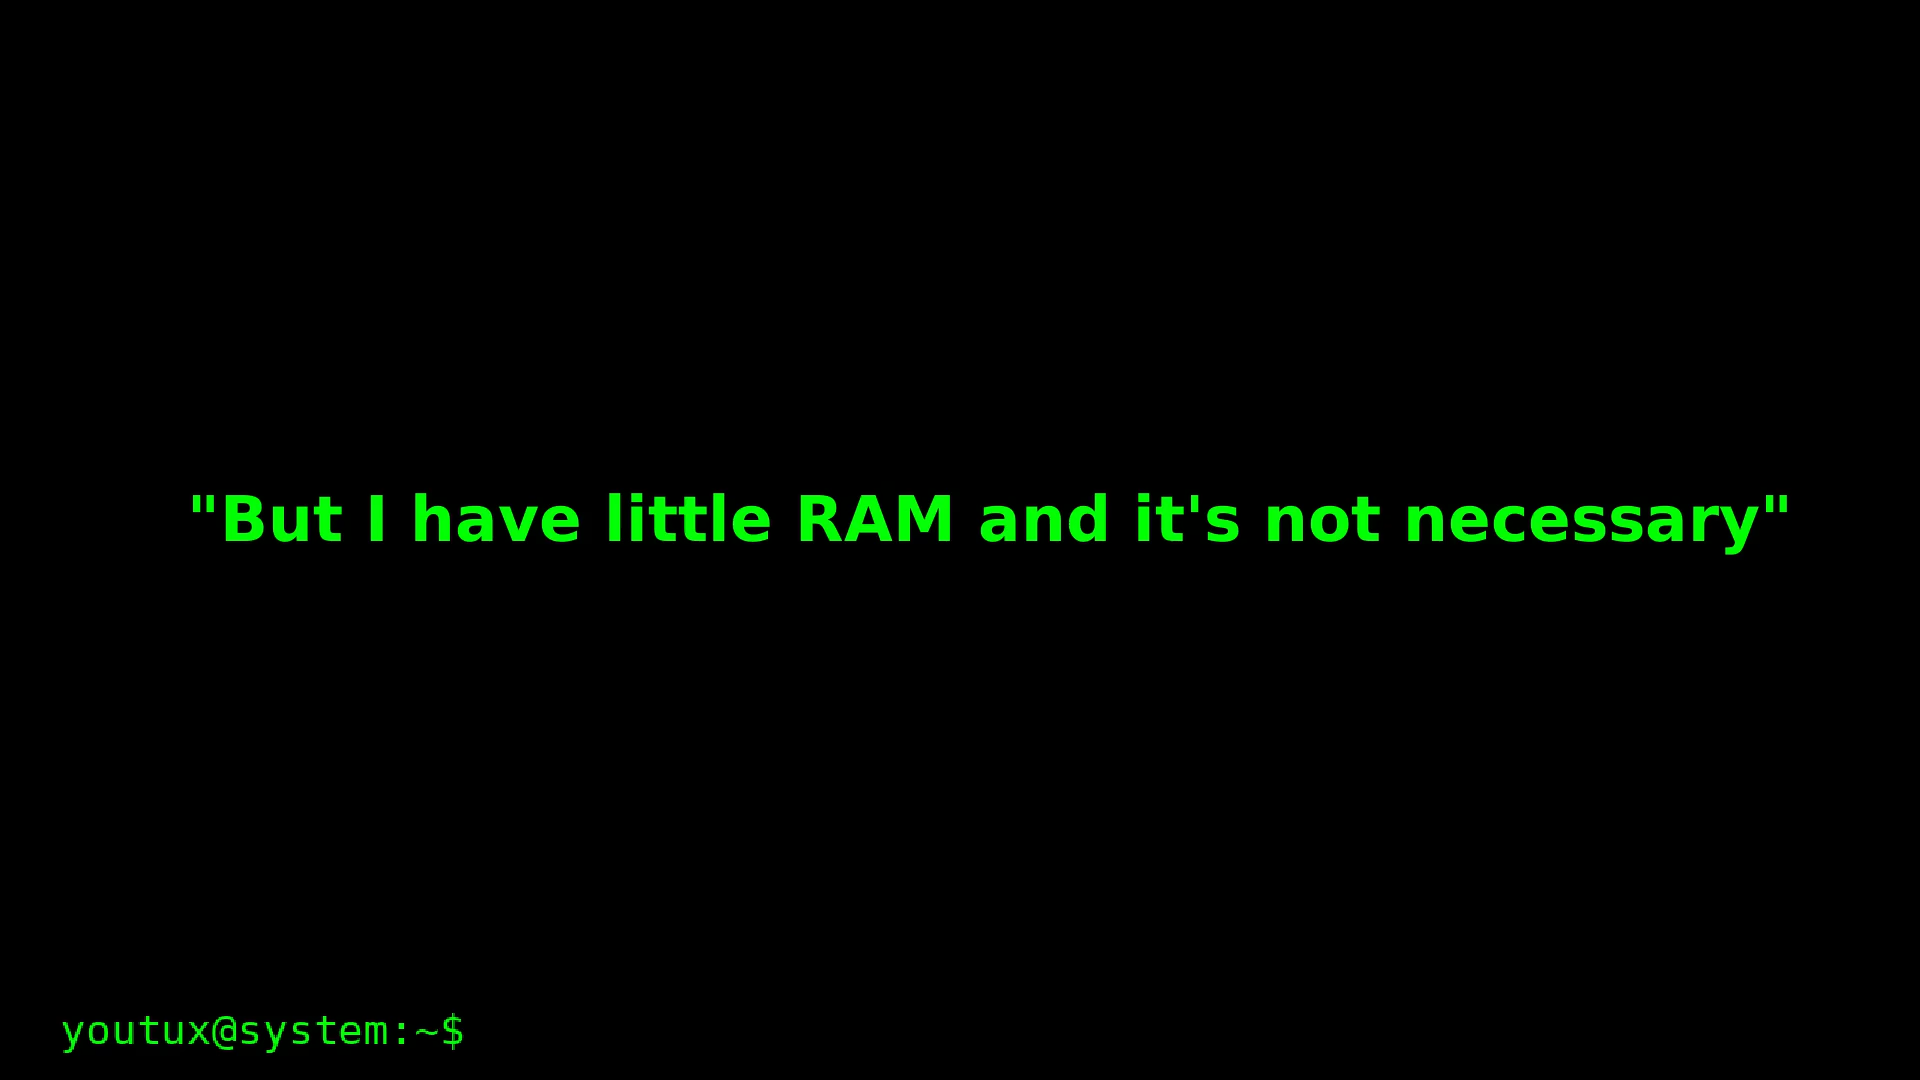 "But I have little RAM and it's not necessary"
youtux@system:~$